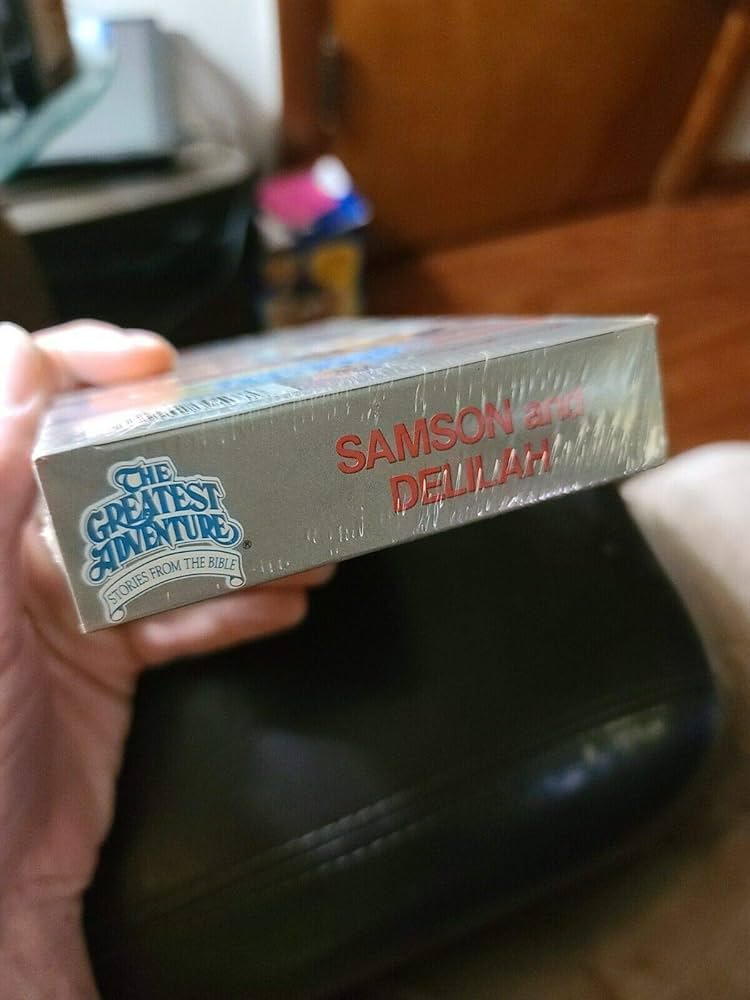 THE
GREATEST
ADVENTURE
®
STORIES FROM THE BIBLE
SAMSON and
DELILAH